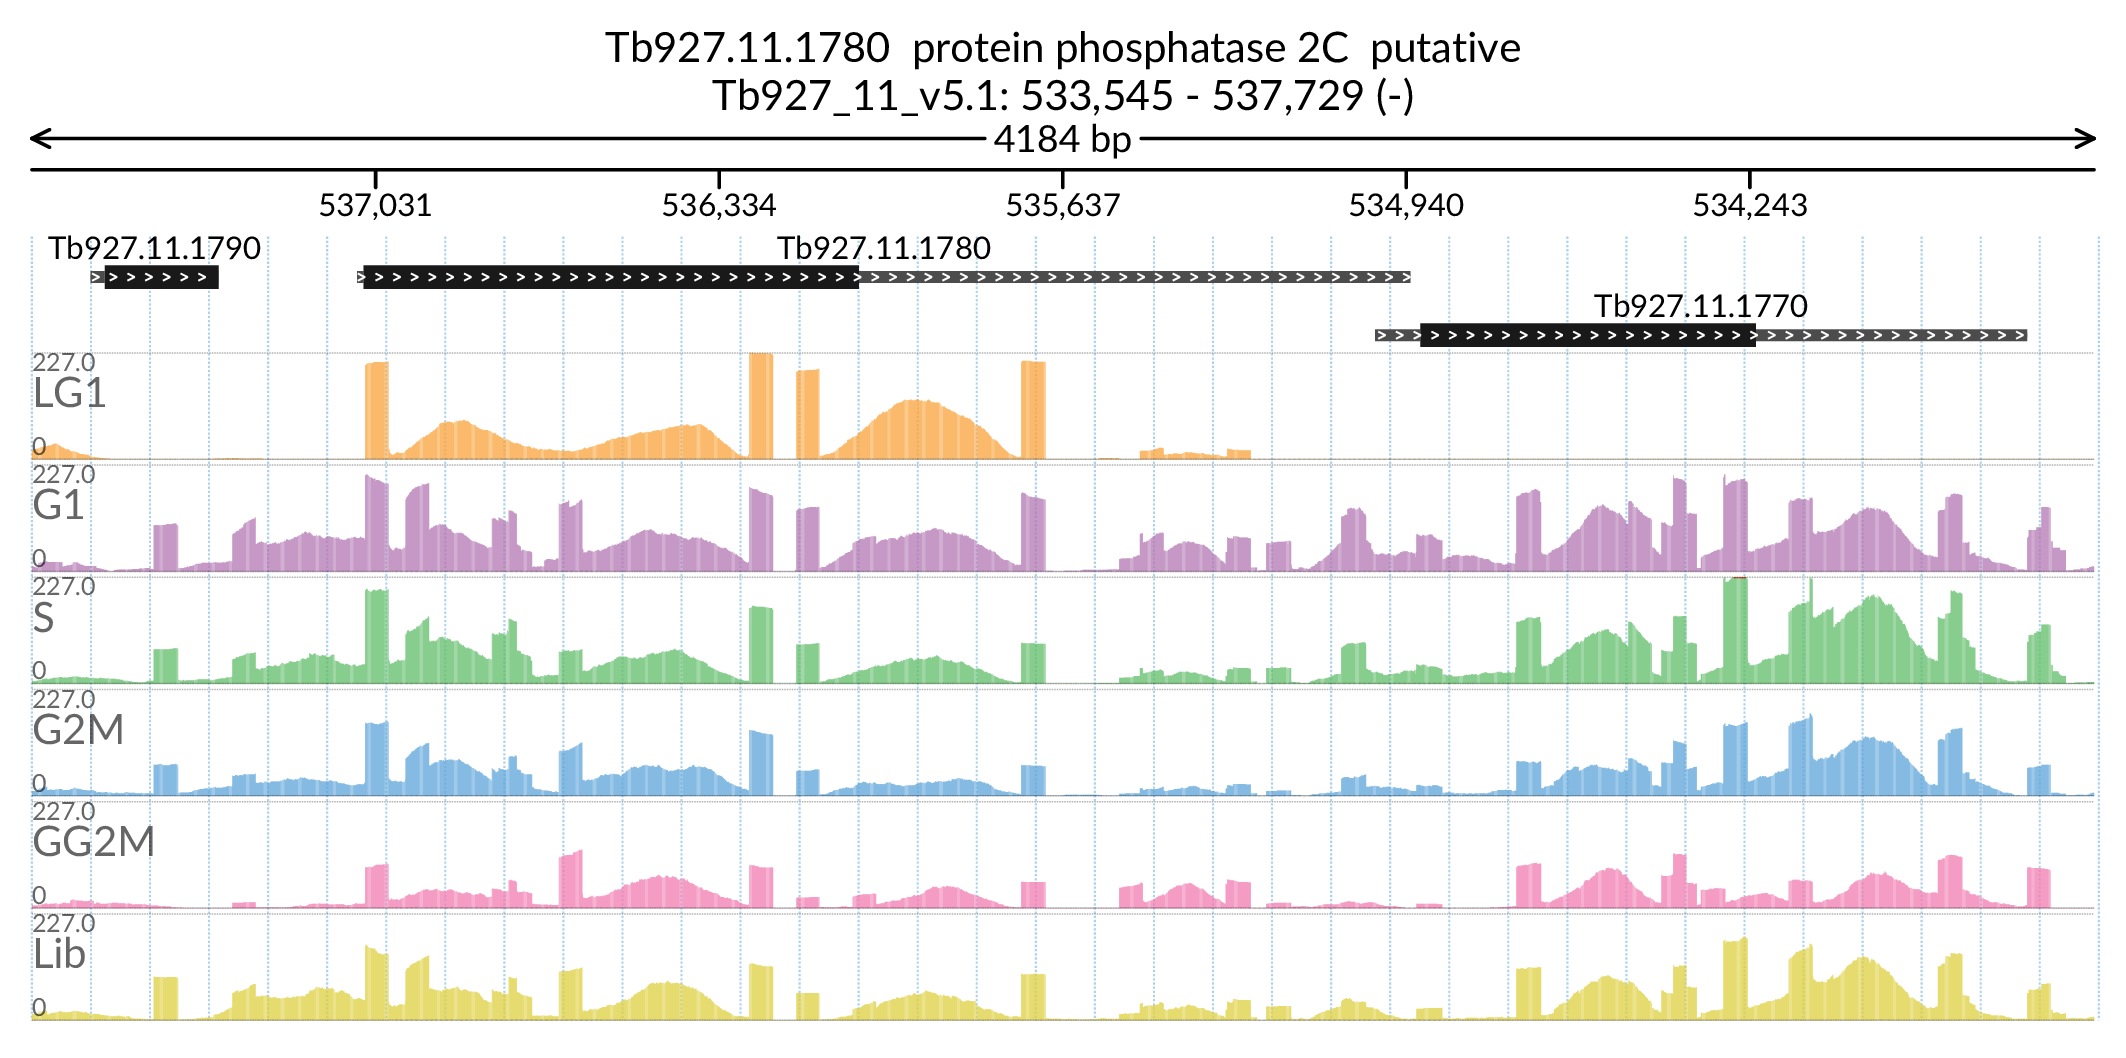 Tb927.11.1780  protein phosphatase 2C  putative
Tb927_11_v5.1: 533,545 - 537,729 (-)
4184 bp
537,031 536,334 535,637 534,940 534,243
Tb927.11.1790 Tb927.11.1780
Tb927.11.1770
227.0
LG1
0
227.0
G1
0
227.0
S
0
227.0
G2M
0
227.0
GG2M
0
227.0
Lib
0